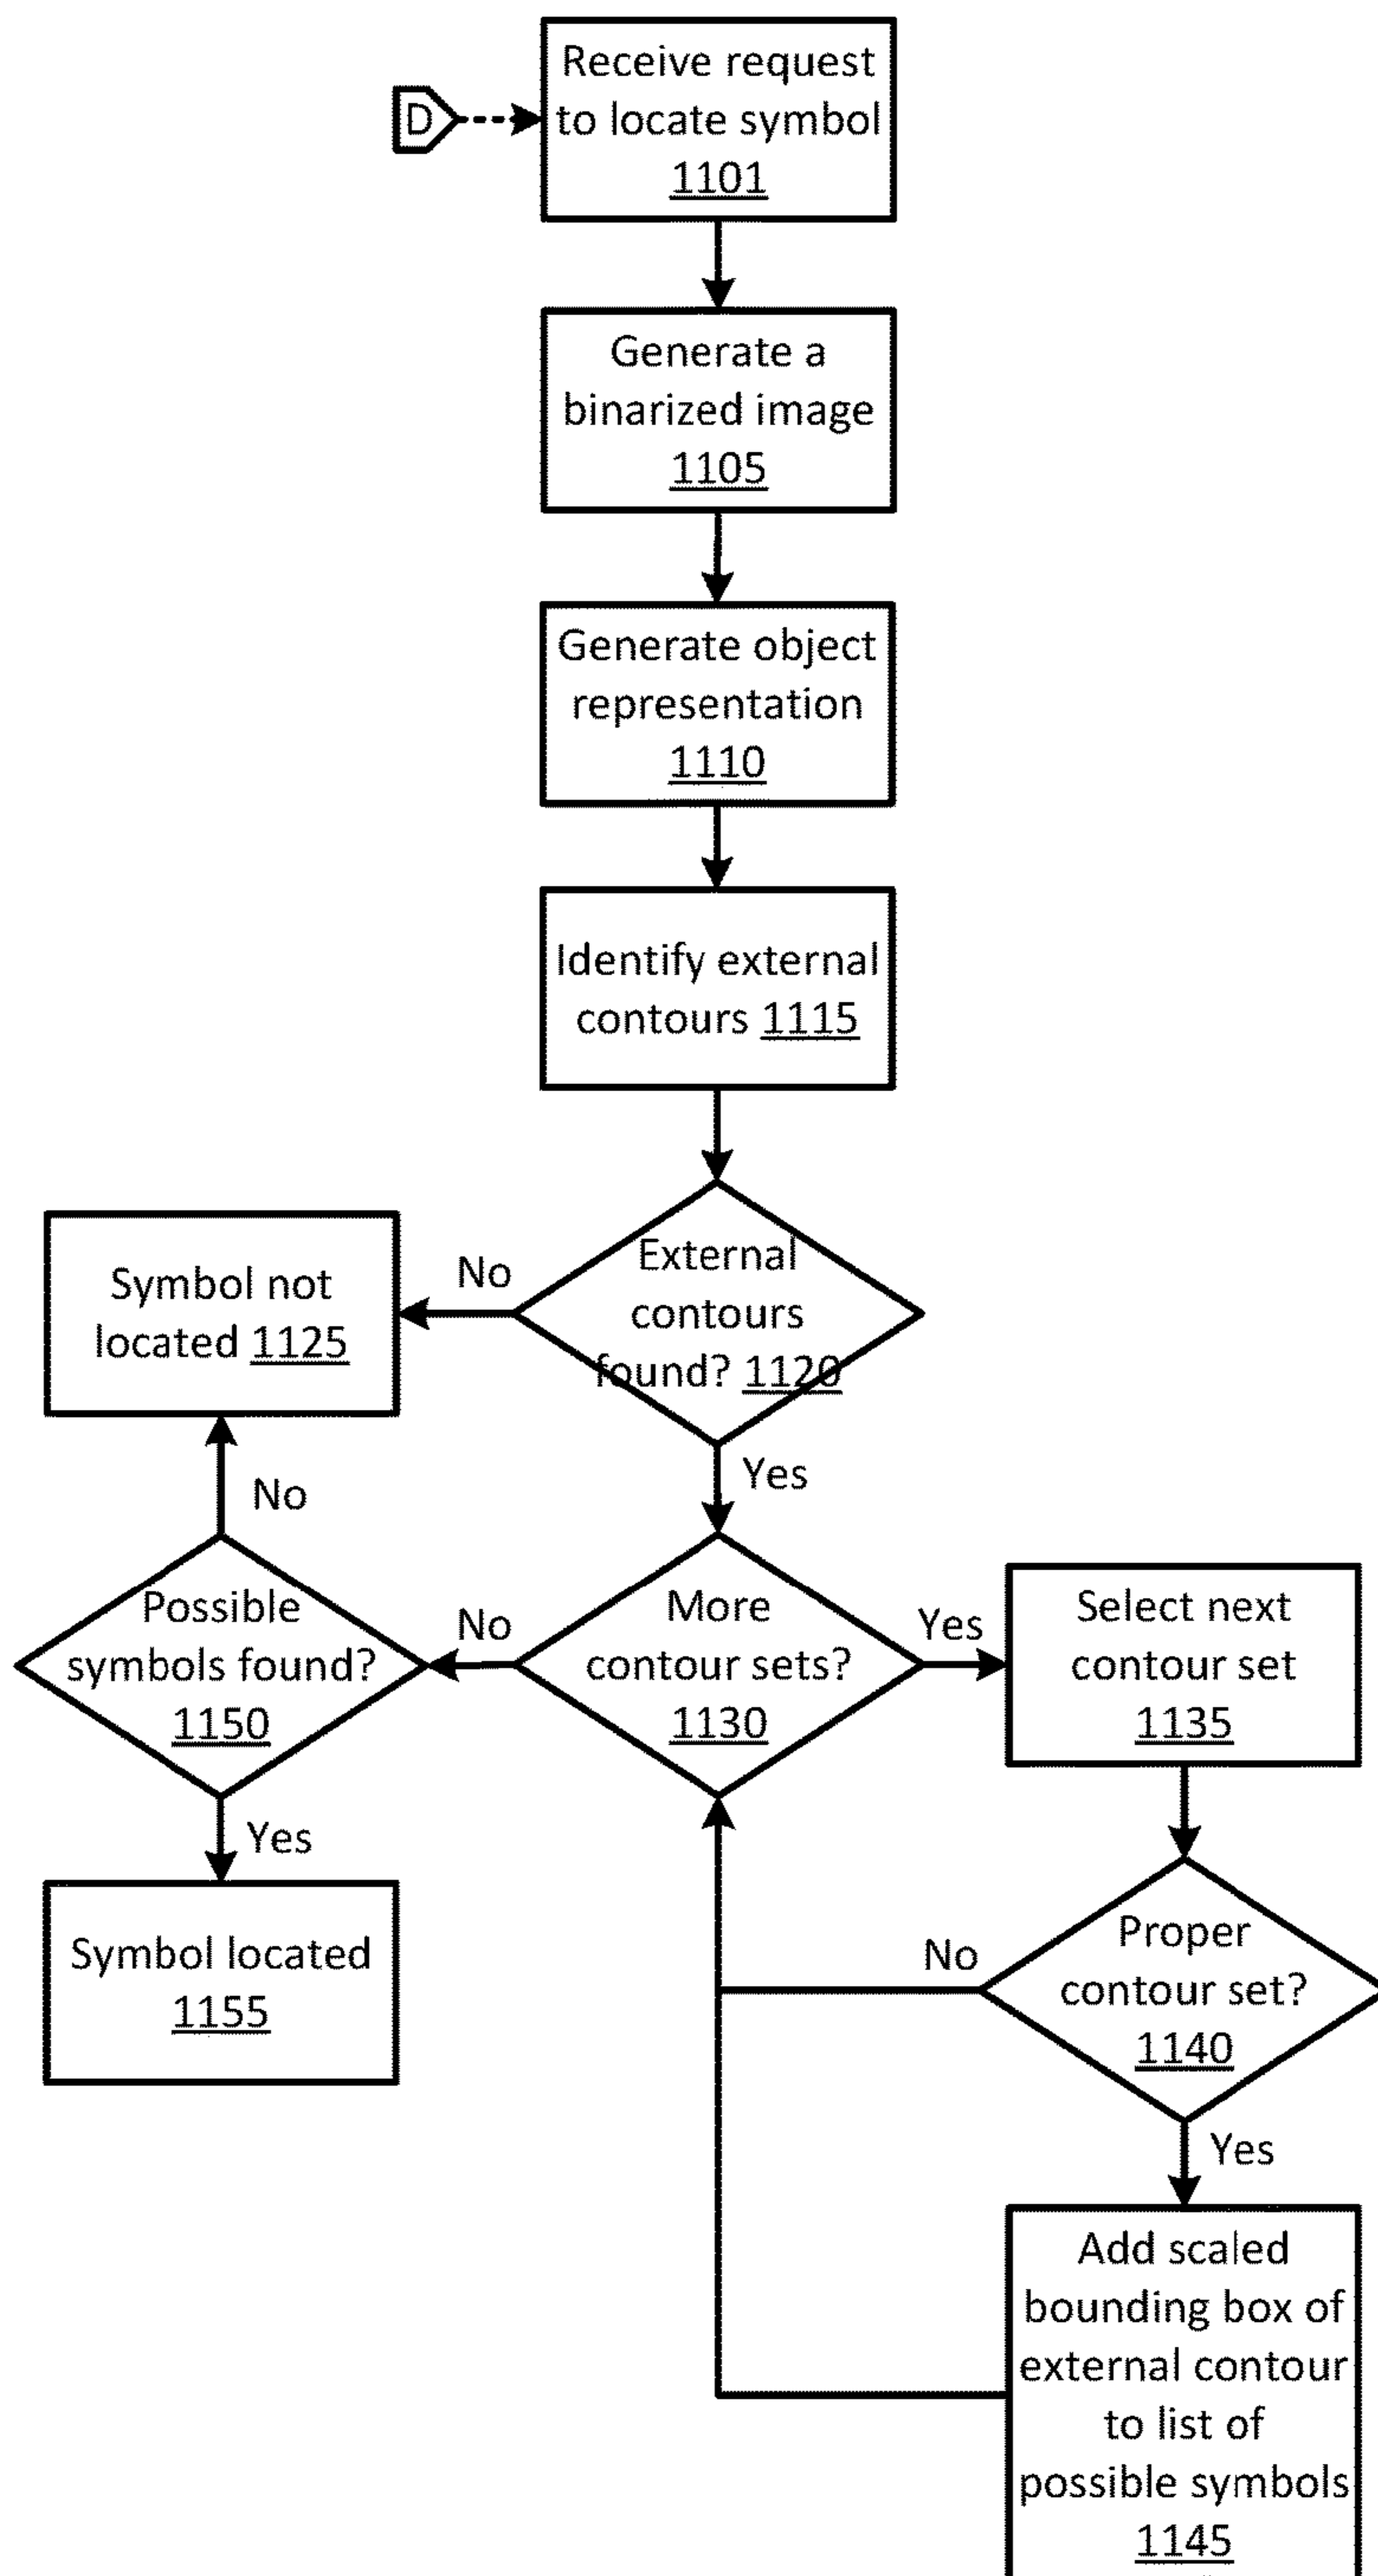 Receive request
to locate symbol
1101
D
Generate a
binarized image
1105
Generate object
representation
1110
Identify external
contours 1115
External
contours
found? 1120
No
Symbol not
located 1125
Yes
No
Possible
symbols found?
1150
No
More
contour sets?
1130
Yes
Select next
contour set
1135
Yes
Symbol located
1155
No
Proper
contour set?
1140
Yes
Add scaled
bounding box of
external contour
to list of
possible symbols
1145